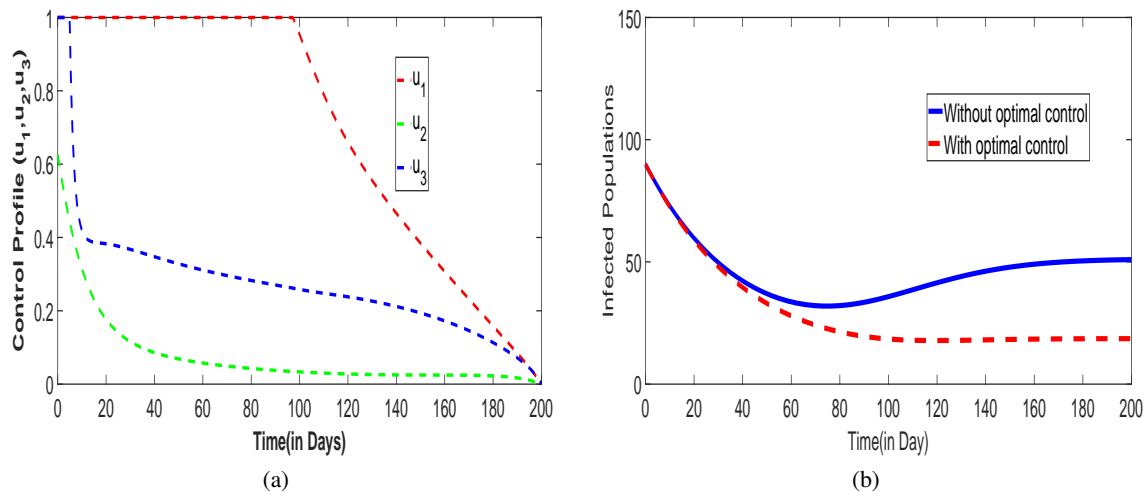 Control Profile (u₁,u₂,u₃)
1
0.8
0.6
0.4
0.2
0
u₁
u₂
u₃
0 20 40 60 80 100 120 140 160 180 200
Time(in Days)
(a)
Infected Populations
150
100
50
0
Without optimal control
With optimal control
0 20 40 60 80 100 120 140 160 180 200
Time(in Day)
(b)